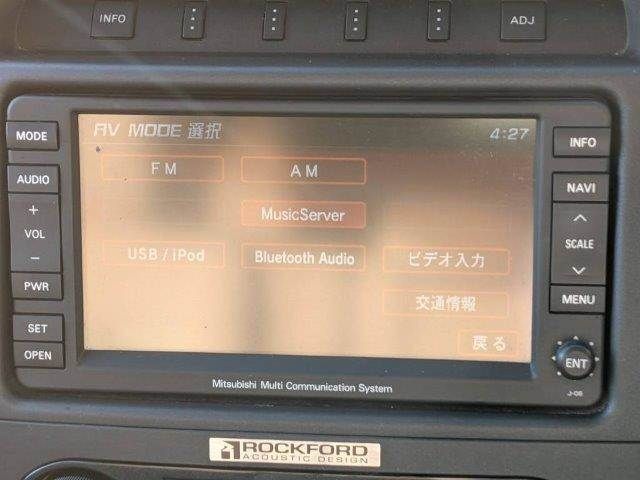 INFO
ADJ
MODE
AUDIO
+
VOL
−
PWR
SET
OPEN
AV MODE 選択
4:27
FM
AM
MusicServer
USB / iPod
Bluetooth Audio
ビデオ入力
交通情報
戻る
INFO
NAVI
SCALE
MENU
ENT
J-08
Mitsubishi Multi Communication System
ROCKFORD
ACOUSTIC DESIGN